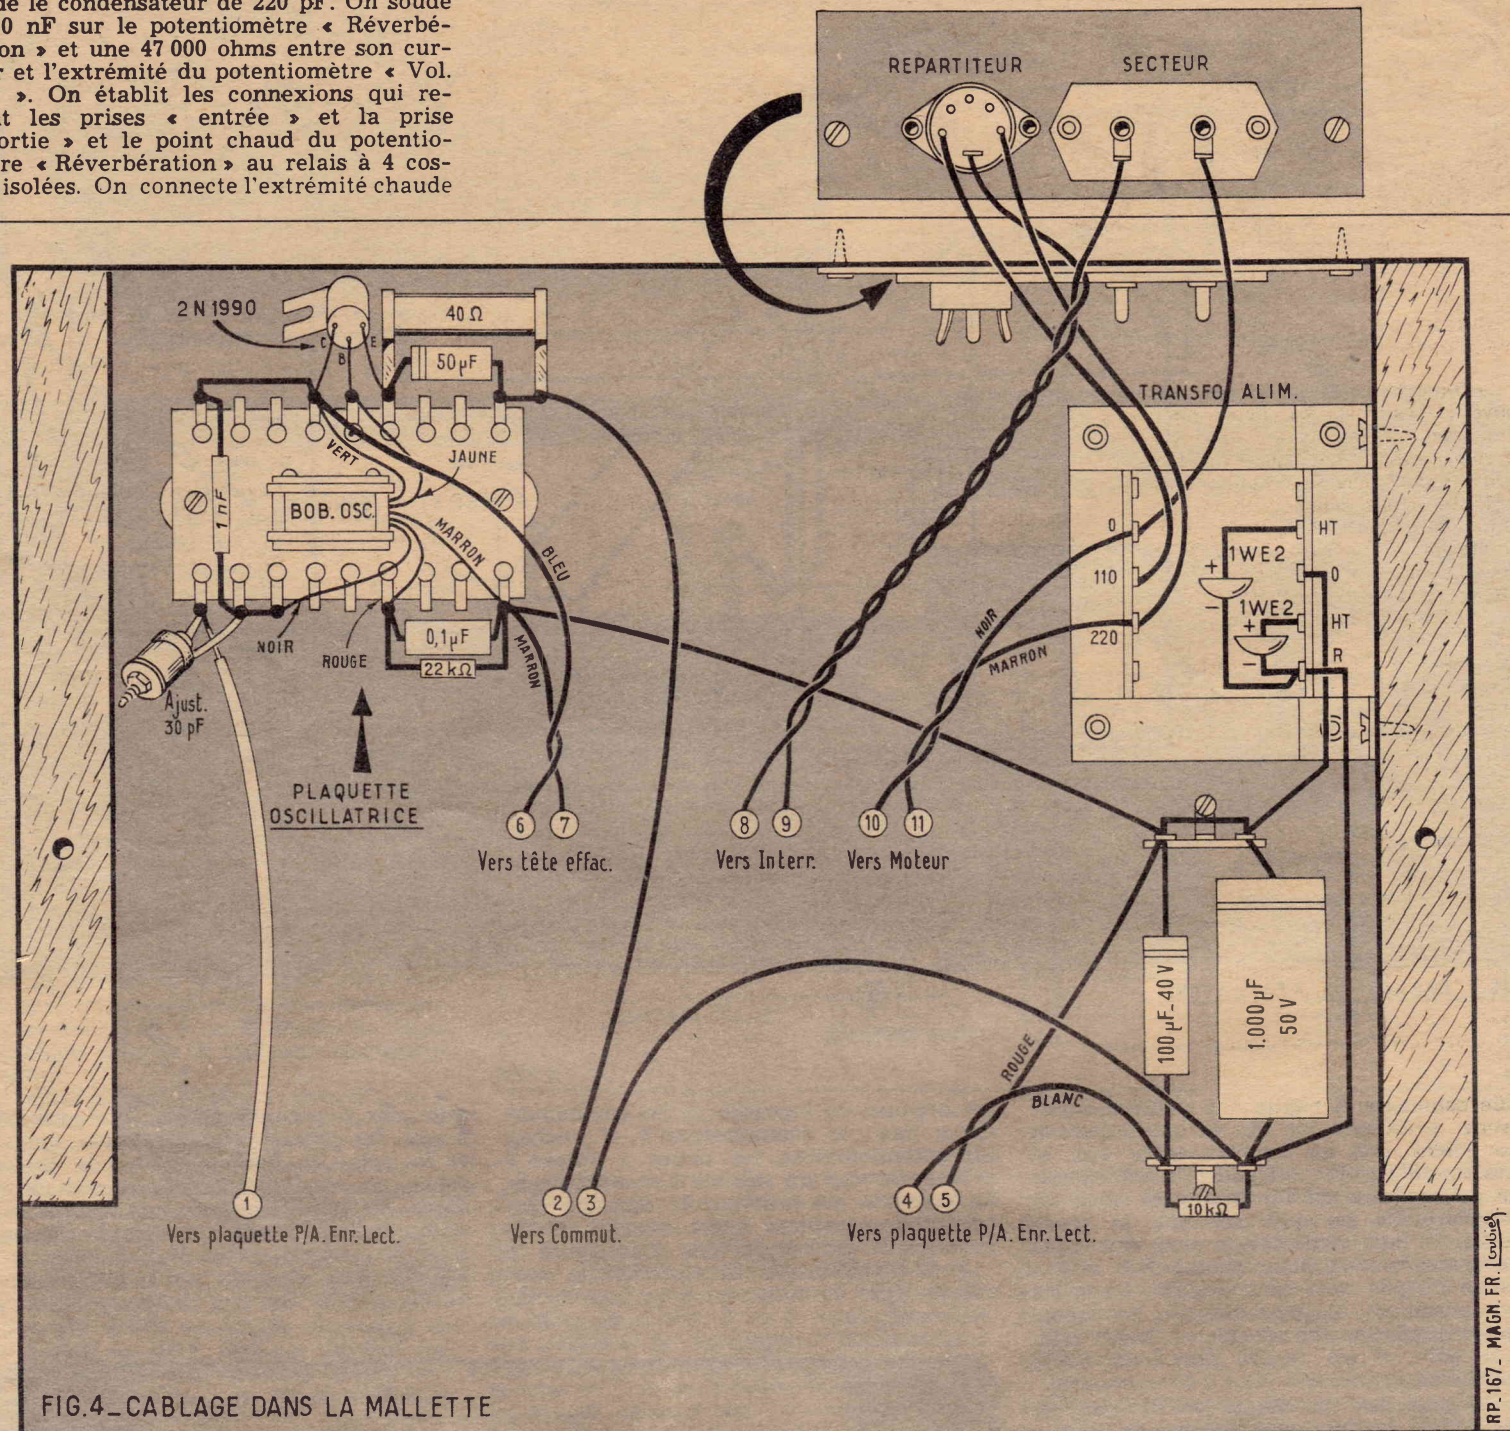 de le condensateur de 220 pF. On soude
0 nF sur le potentiomètre « Réverbé-
on » et une 47 000 ohms entre son cur-
r et l'extrémité du potentiomètre « Vol.
». On établit les connexions qui re-
t les prises « entrée » et la prise
ortie » et le point chaud du potentio-
re « Réverbération » au relais à 4 cos-
isolées. On connecte l'extrémité chaude
REPARTITEUR
SECTEUR
2N1990
C
B
E
40 Ω
50 µF
TRANSFO ALIM.
VERT
JAUNE
1 nF
BOB. OSC.
MARRON
BLEU
0
110
220
HT
1WE2
+
-
0
1WE2
+
-
HT
R
NOIR
MARRON
NOIR
ROUGE
0,1µF
22 kΩ
MARRON
Ajust.
30 pF
PLAQUETTE
OSCILLATRICE
6 7
Vers tête effac.
8 9
Vers Interr.
10 11
Vers Moteur
100 µF_40 V
1.000 µF
50 V
ROUGE
BLANC
10 kΩ
1
Vers plaquette P/A. Enr. Lect.
2 3
Vers Commut.
4 5
Vers plaquette P/A. Enr. Lect.
FIG.4_CABLAGE DANS LA MALLETTE
RP_167_ MAGN. FR.